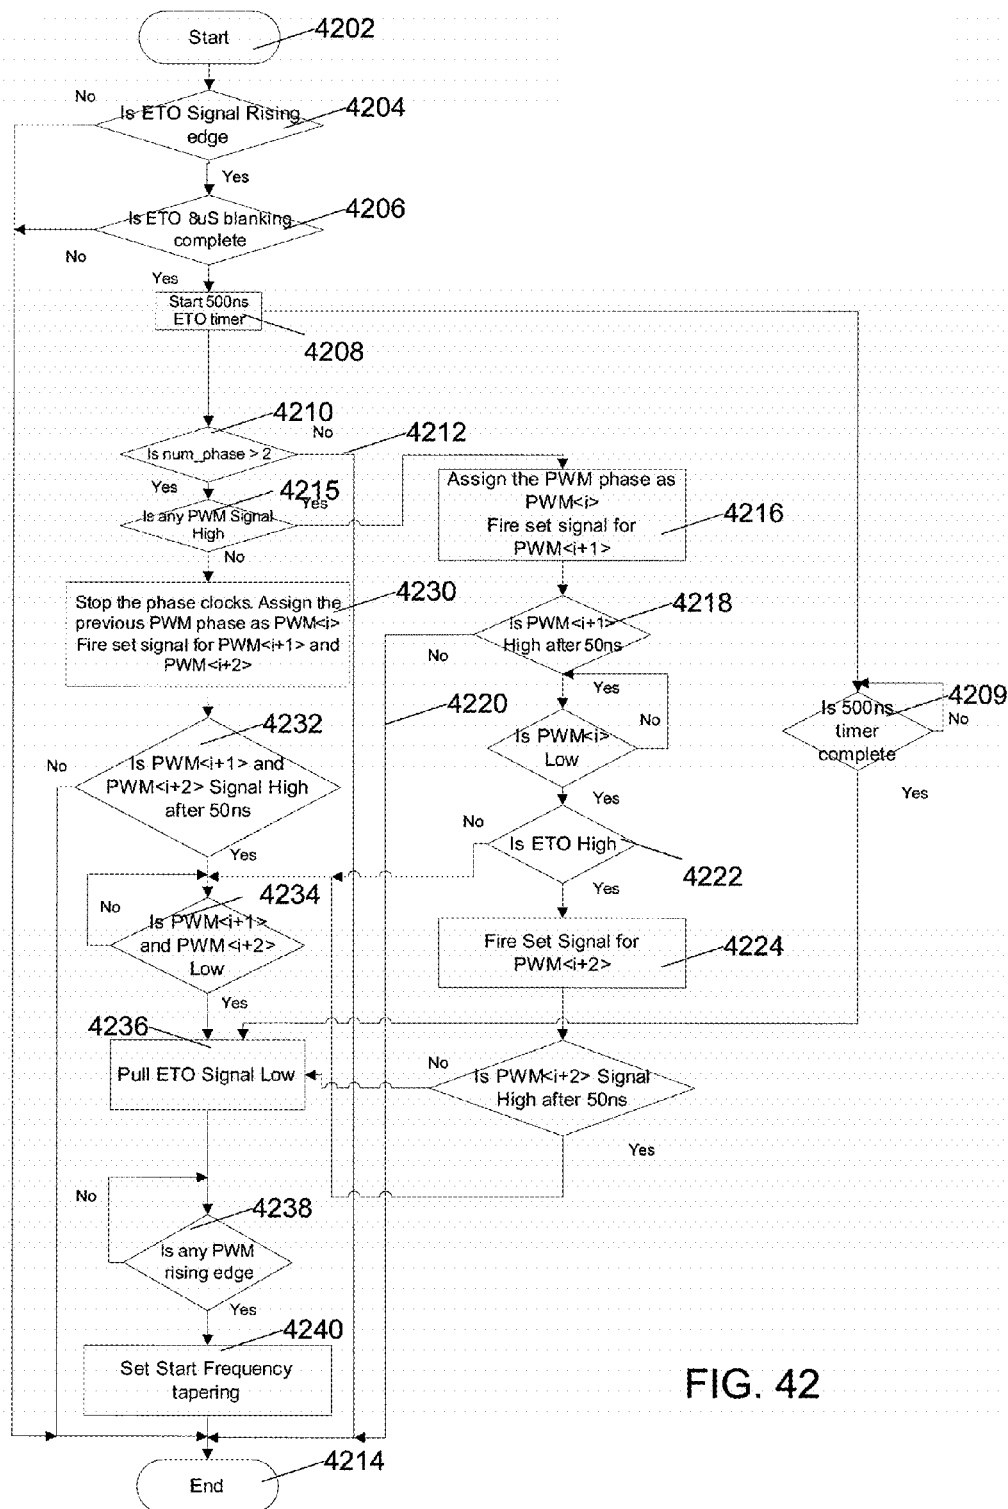 Start
4202
No
Is ETO Signal Rising
edge
4204
Yes
Is ETO 8uS blanking
complete
4206
No
Yes
Start 500ns
ETO timer
4208
4210
No
4212
Is num_phase > 2
Yes
4215
Yes
Is any PWM Signal
High
No
Assign the PWM phase as
PWM<i>
Fire set signal for
PWM<i+1>
4216
Stop the phase clocks. Assign the
previous PWM phase as PWM<i>
Fire set signal for PWM<i+1> and
PWM<i+2>
4230
Is PWM<i+1>
High after 50ns
4218
No
Yes
4220
No
Is PWM<i>
Low
Yes
Is 500ns
timer
complete
4209
No
Yes
4232
No
Is PWM<i+1> and
PWM<i+2> Signal High
after 50ns
Yes
No
Is ETO High
4222
Yes
4234
No
Is PWM<i+1>
and PWM<i+2>
Low
Yes
Fire Set Signal for
PWM<i+2>
4224
4236
Pull ETO Signal Low
No
Is PWM<i+2> Signal
High after 50ns
Yes
No
4238
Is any PWM
rising edge
Yes
4240
Set Start Frequency
tapering
FIG. 42
End
4214